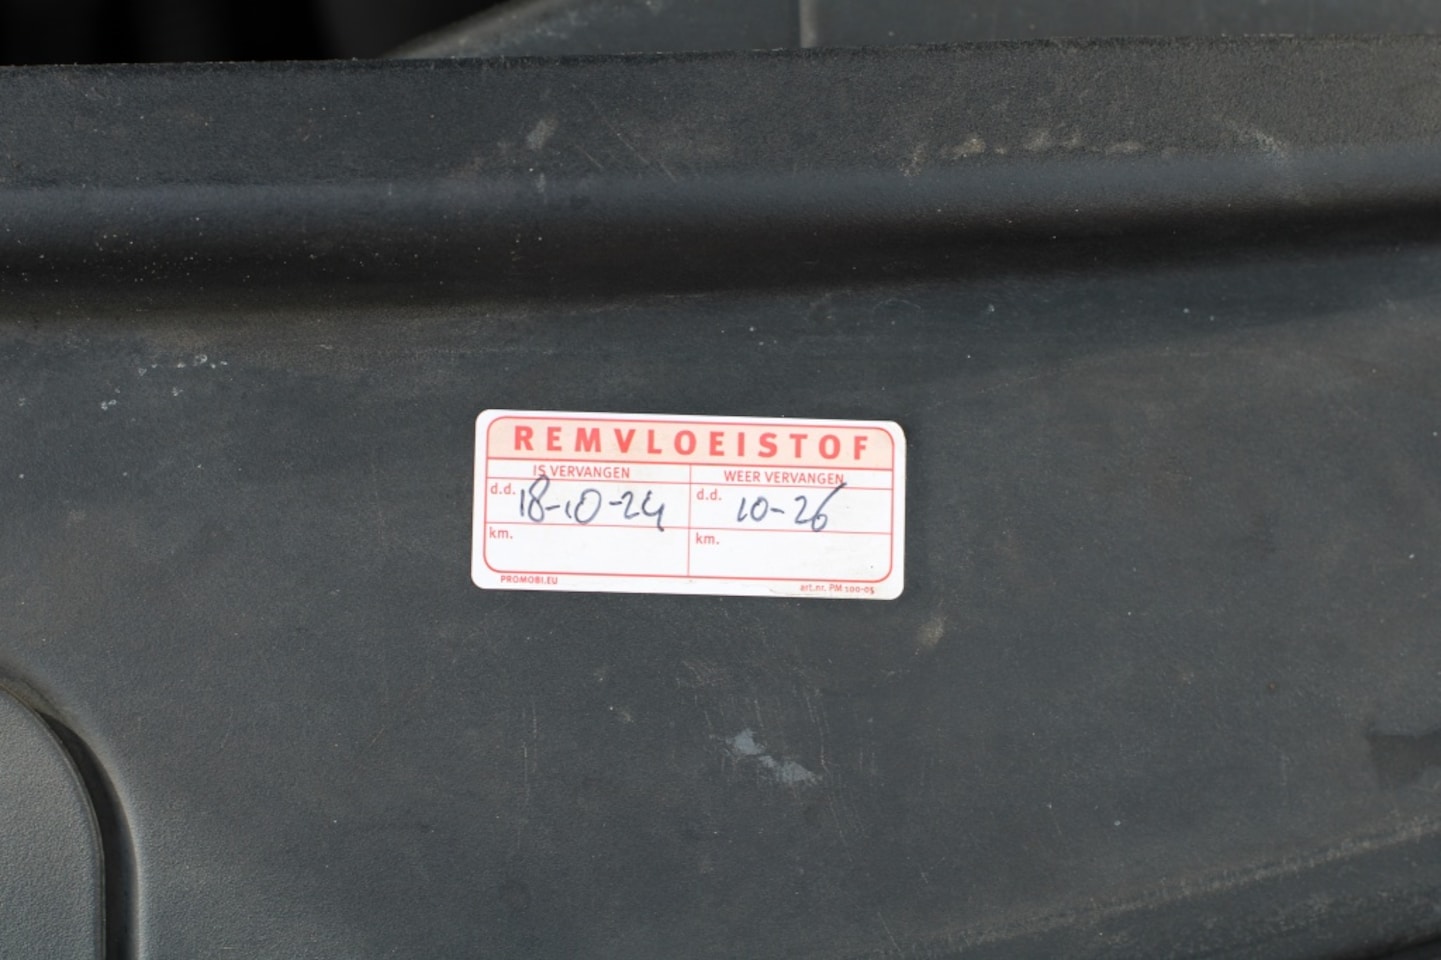 REMVLOEISTOF
IS VERVANGEN WEER VERVANGEN
d.d. 18-10-24 d.d. 10-26
km. km.
PROMOBI.EU art.nr. PM 100-05